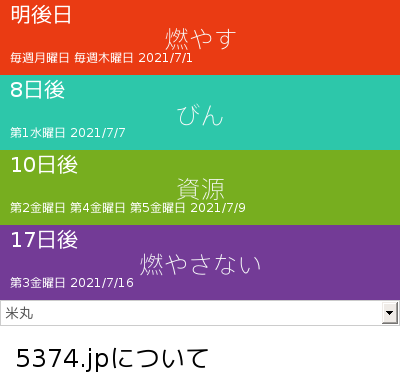 明後日
燃やす
毎週月曜日 毎週木曜日 2021/7/1
8日後
びん
第1水曜日 2021/7/7
10日後
資源
第2金曜日 第4金曜日 第5金曜日 2021/7/9
17日後
燃やさない
第3金曜日 2021/7/16
米丸
5374.jpについて